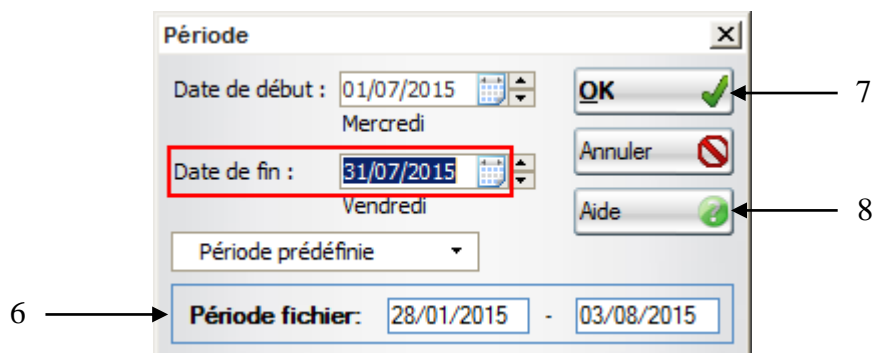 Période
Date de début : 01/07/2015 OK 7
Mercredi
Annuler
Date de fin : 31/07/2015
Vendredi Aide 8
Période prédéfinie
6 Période fichier: 28/01/2015 - 03/08/2015